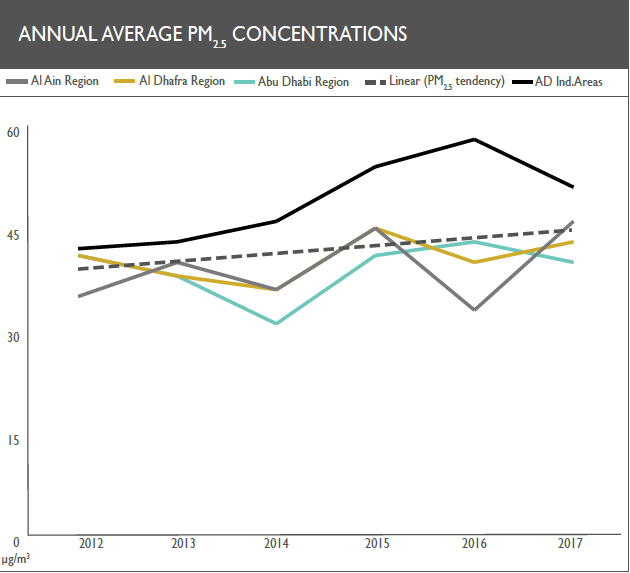 ANNUAL AVERAGE PM2.5 CONCENTRATIONS
Al Ain Region Al Dhafra Region Abu Dhabi Region Linear (PM2.5 tendency) AD Ind.Areas
60
45
30
15
0
µg/m³
2012 2013 2014 2015 2016 2017